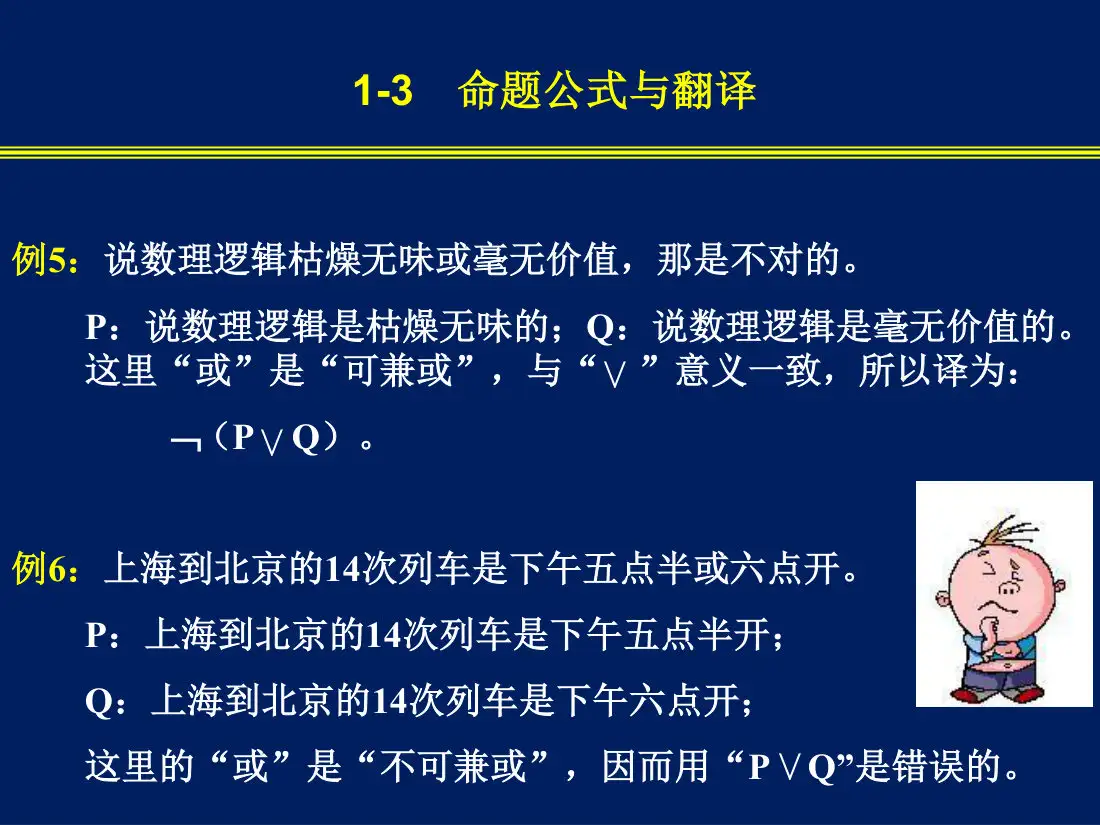 1-3 命题公式与翻译
例5：说数理逻辑枯燥无味或毫无价值，那是不对的。
P：说数理逻辑是枯燥无味的；Q：说数理逻辑是毫无价值的。
这里“或”是“可兼或”，与“∨”意义一致，所以译为：
¬（P∨Q）。
例6：上海到北京的14次列车是下午五点半或六点开。
P：上海到北京的14次列车是下午五点半开；
Q：上海到北京的14次列车是下午六点开；
这里的“或”是“不可兼或”，因而用“P∨Q”是错误的。